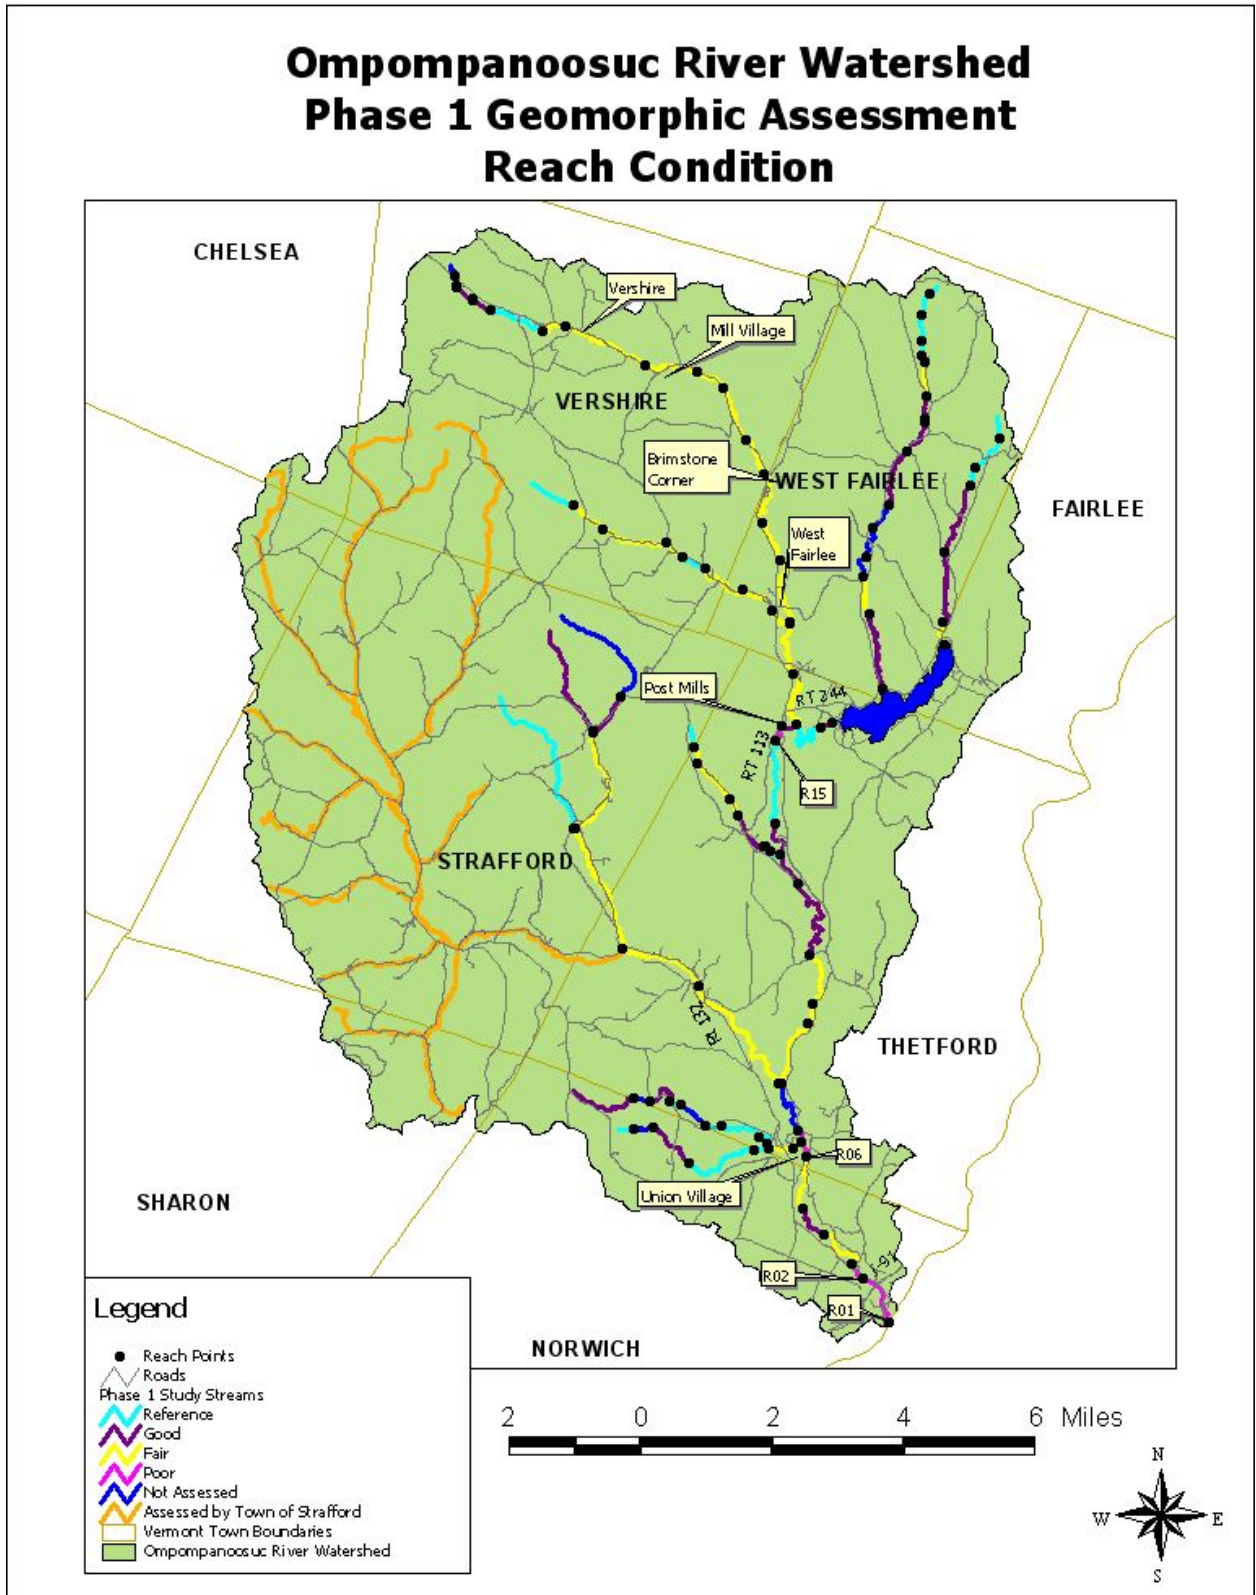 Ompompanoosuc River Watershed
Phase 1 Geomorphic Assessment
Reach Condition
CHELSEA
Vershire
Mill Village
VERSHIRE
Brimstone
Corner
WEST FAIRLEE
FAIRLEE
West
Fairlee
Post Mills
RT 244
RT 113
R15
STRAFFORD
RT 132
THETFORD
R06
Union Village
SHARON
I-91
R02
R01
NORWICH
Legend
Reach Points
Roads
Phase 1 Study Streams
Reference
Good
Fair
Poor
Not Assessed
Assessed by Town of Strafford
Vermont Town Boundaries
Ompompanoosuc River Watershed
2 0 2 4 6 Miles
N
W E
S